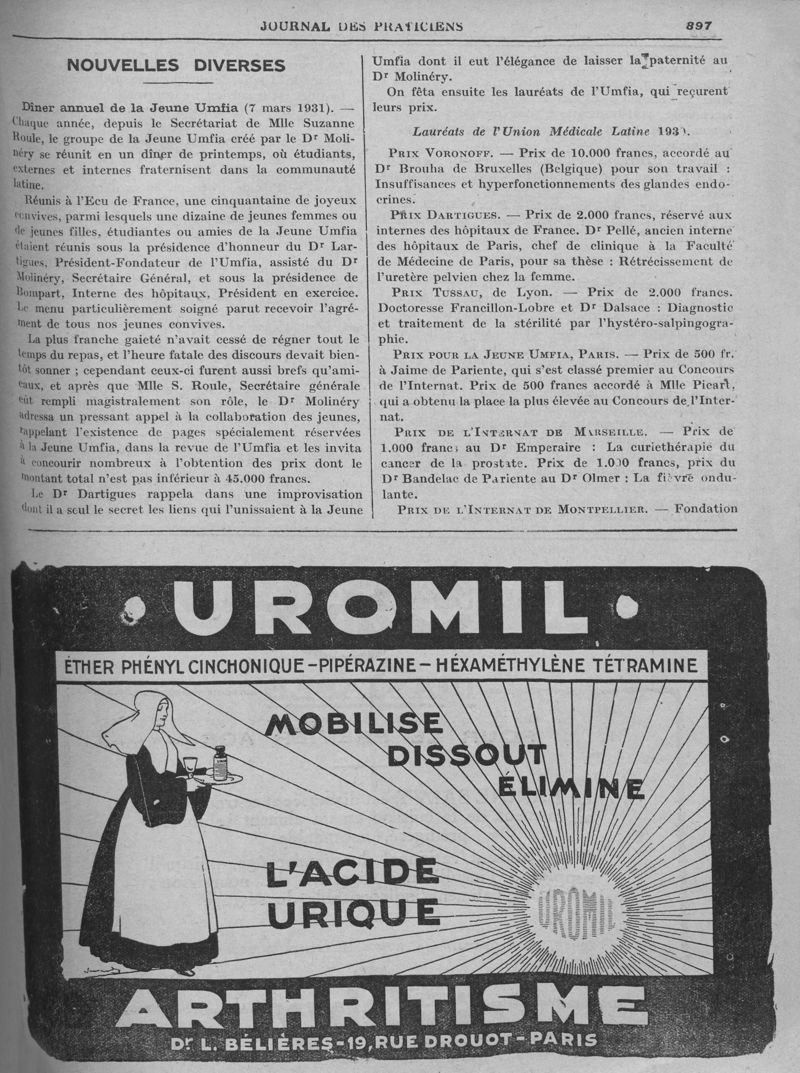 JOURNAL DES PRATICIENS 897
NOUVELLES DIVERSES
Dîner annuel de la Jeune Umfia (7 mars 1931). —
Chaque année, depuis le Secrétariat de Mlle Suzanne
Roule, le groupe de la Jeune Umfia créé par le Dr Moli-
néry se réunit en un dîner de printemps, où étudiants,
externes et internes fraternisent dans la communauté
latine.
Réunis à l'Ecu de France, une cinquantaine de joyeux
convives, parmi lesquels une dizaine de jeunes femmes ou
de jeunes filles, étudiantes ou amies de la Jeune Umfia
étaient réunis sous la présidence d'honneur du Dr Lar-
tigues, Président-Fondateur de l'Umfia, assisté du Dr
Molinéry, Secrétaire Général, et sous la présidence de
Bompart, Interne des hôpitaux, Président en exercice.
Le menu particulièrement soigné parut recevoir l'agré-
ment de tous nos jeunes convives.
La plus franche gaieté n'avait cessé de régner tout le
temps du repas, et l'heure fatale des discours devait bien-
tôt sonner ; cependant ceux-ci furent aussi brefs qu'ami-
caux, et après que Mlle S. Roule, Secrétaire générale
eût rempli magistralement son rôle, le Dr Molinéry
adressa un pressant appel à la collaboration des jeunes,
rappelant l'existence de pages spécialement réservées
à la Jeune Umfia, dans la revue de l'Umfia et les invita
à concourir nombreux à l'obtention des prix dont le
montant total n'est pas inférieur à 45.000 francs.
Le Dr Dartigues rappela dans une improvisation
dont il a seul le secret les liens qui l'unissaient à la Jeune
Umfia dont il eut l'élégance de laisser la paternité au
Dr Molinéry.
On fêta ensuite les lauréats de l'Umfia, qui reçurent
leurs prix.
Lauréats de l'Union Médicale Latine 1930.
PRIX VORONOFF. — Prix de 10.000 francs, accordé au
Dr Brouha de Bruxelles (Belgique) pour son travail :
Insuffisances et hyperfonctionnements des glandes endo-
crines.
PRIX DARTIGUES. — Prix de 2.000 francs, réservé aux
internes des hôpitaux de France. Dr Pellé, ancien interne
des hôpitaux de Paris, chef de clinique à la Faculté
de Médecine de Paris, pour sa thèse : Rétrécissement de
l'uretère pelvien chez la femme.
PRIX TUSSAU, de Lyon. — Prix de 2.000 francs.
Doctoresse Francillon-Lobre et Dr Dalsace : Diagnostic
et traitement de la stérilité par l'hystéro-salpingogra-
phie.
PRIX POUR LA JEUNE UMFIA, PARIS. — Prix de 500 fr.
à Jaime de Pariente, qui s'est classé premier au Concours
de l'Internat. Prix de 500 francs accordé à Mlle Picart,
qui a obtenu la place la plus élevée au Concours de l'Inter-
nat.
PRIX DE L'INTERNAT DE MARSEILLE. — Prix de
1.000 francs au Dr Emperaire : La curiethérapie du
cancer de la prostate. Prix de 1.000 francs, prix du
Dr Bandelac de Pariente au Dr Olmer : La fièvre ondu-
lante.
PRIX DE L'INTERNAT DE MONTPELLIER. — Fondation
UROMIL
ÉTHER PHÉNYL CINCHONIQUE - PIPÉRAZINE - HÉXAMÉTHYLÈNE TÉTRAMINE
MOBILISE
DISSOUT
ÉLIMINE
L'ACIDE
URIQUE
UROMIL
ARTHRITISME
Dr L. BÉLIÈRES - 19, RUE DROUOT - PARIS